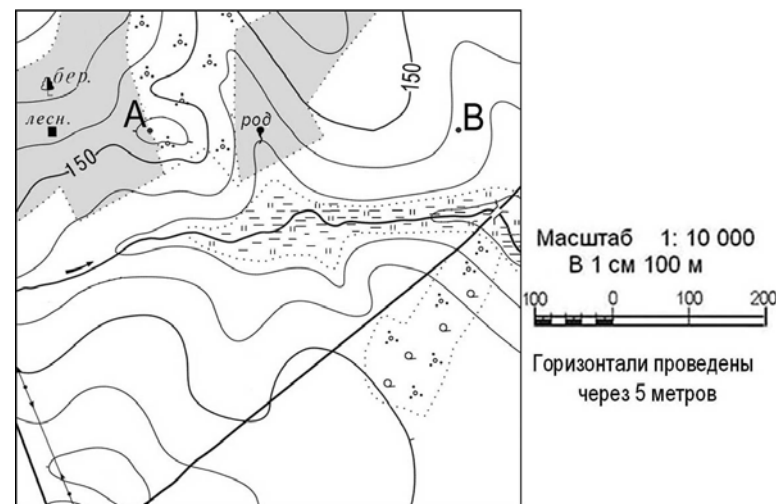 150
бер.
A
лесн.
род
B
150
Масштаб 1: 10 000
В 1 см 100 м
100 0 100 200
Горизонтали проведены
через 5 метров